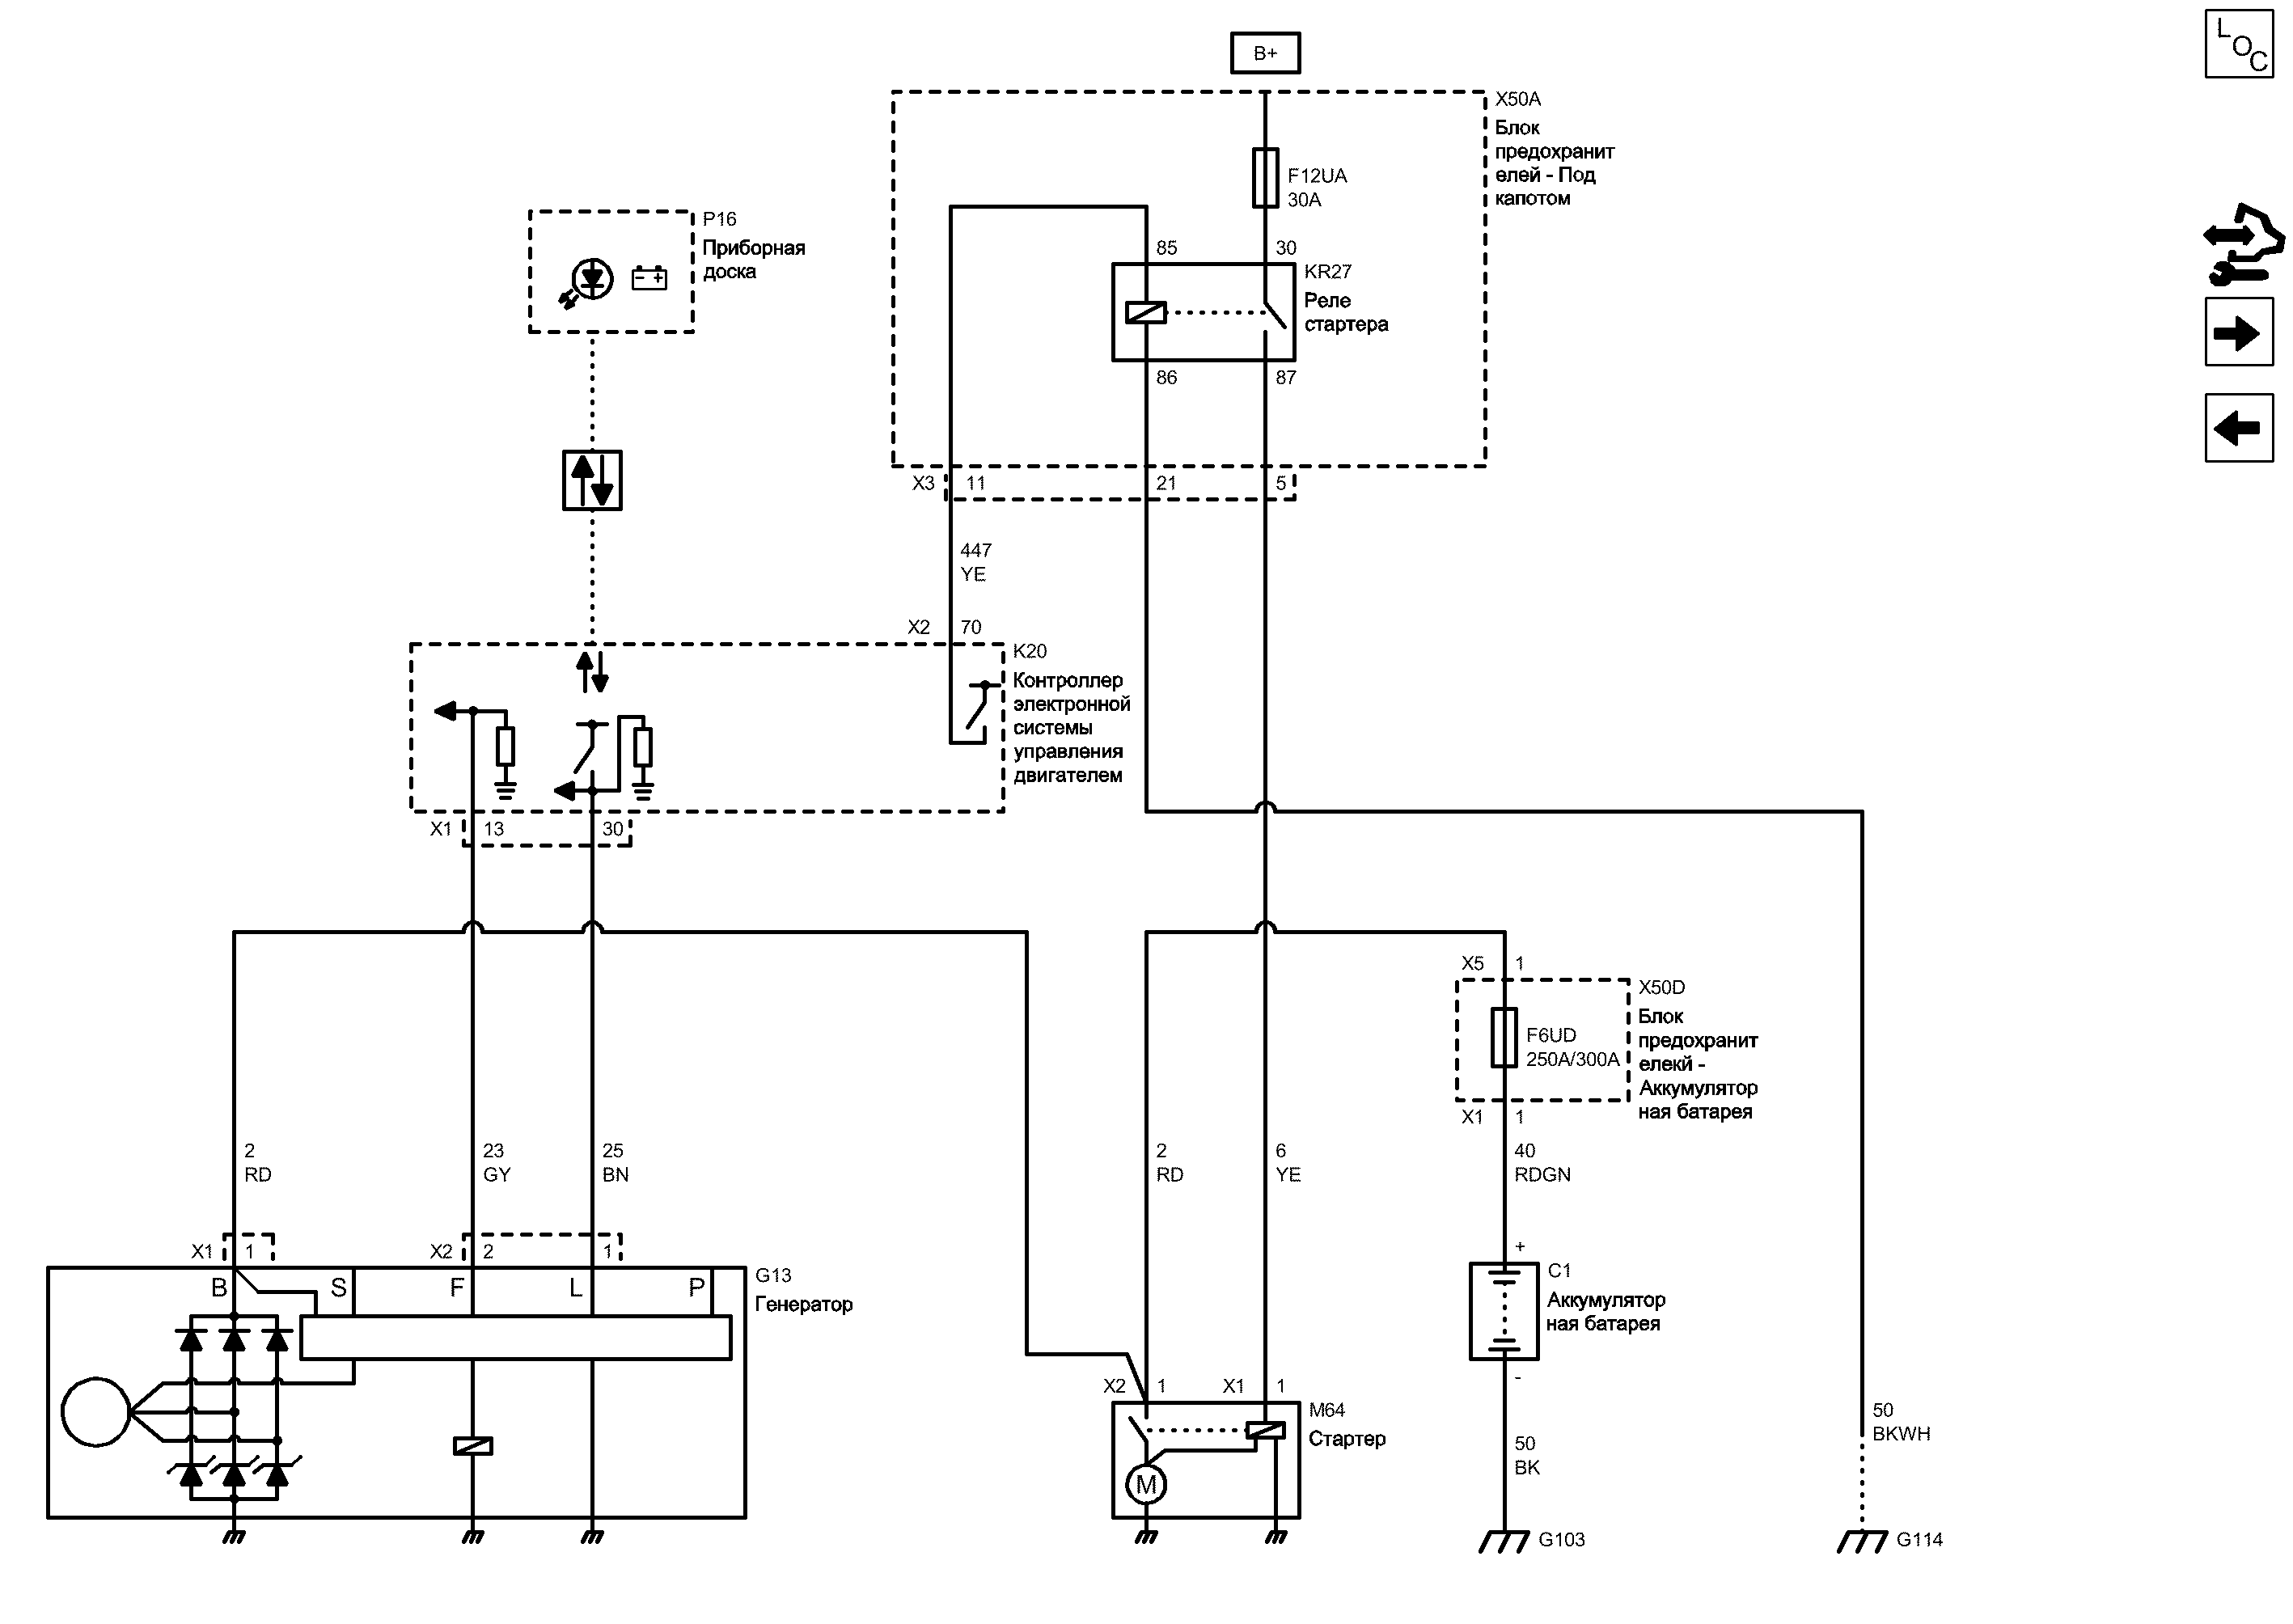 LOC
B+
X50A
Блок
предохранит
елей - Под
капотом
F12UA
30A
P16
Приборная
доска
85
30
KR27
Реле
стартера
86
87
X3
11
21
5
447
YE
X2
70
K20
Контроллер
электронной
системы
управления
двигателем
X1
13
30
X5
1
X50D
Блок
предохранит
елекй -
Аккумулятор
ная батарея
F6UD
250A/300A
X1
1
2
RD
23
GY
25
BN
2
RD
6
YE
40
RDGN
X1
1
X2
2
1
+
B
S
F
L
P
G13
Генератор
C1
Аккумулятор
ная батарея
-
X2
1
X1
1
M64
Стартер
M
50
BKWH
50
BK
G103
G114